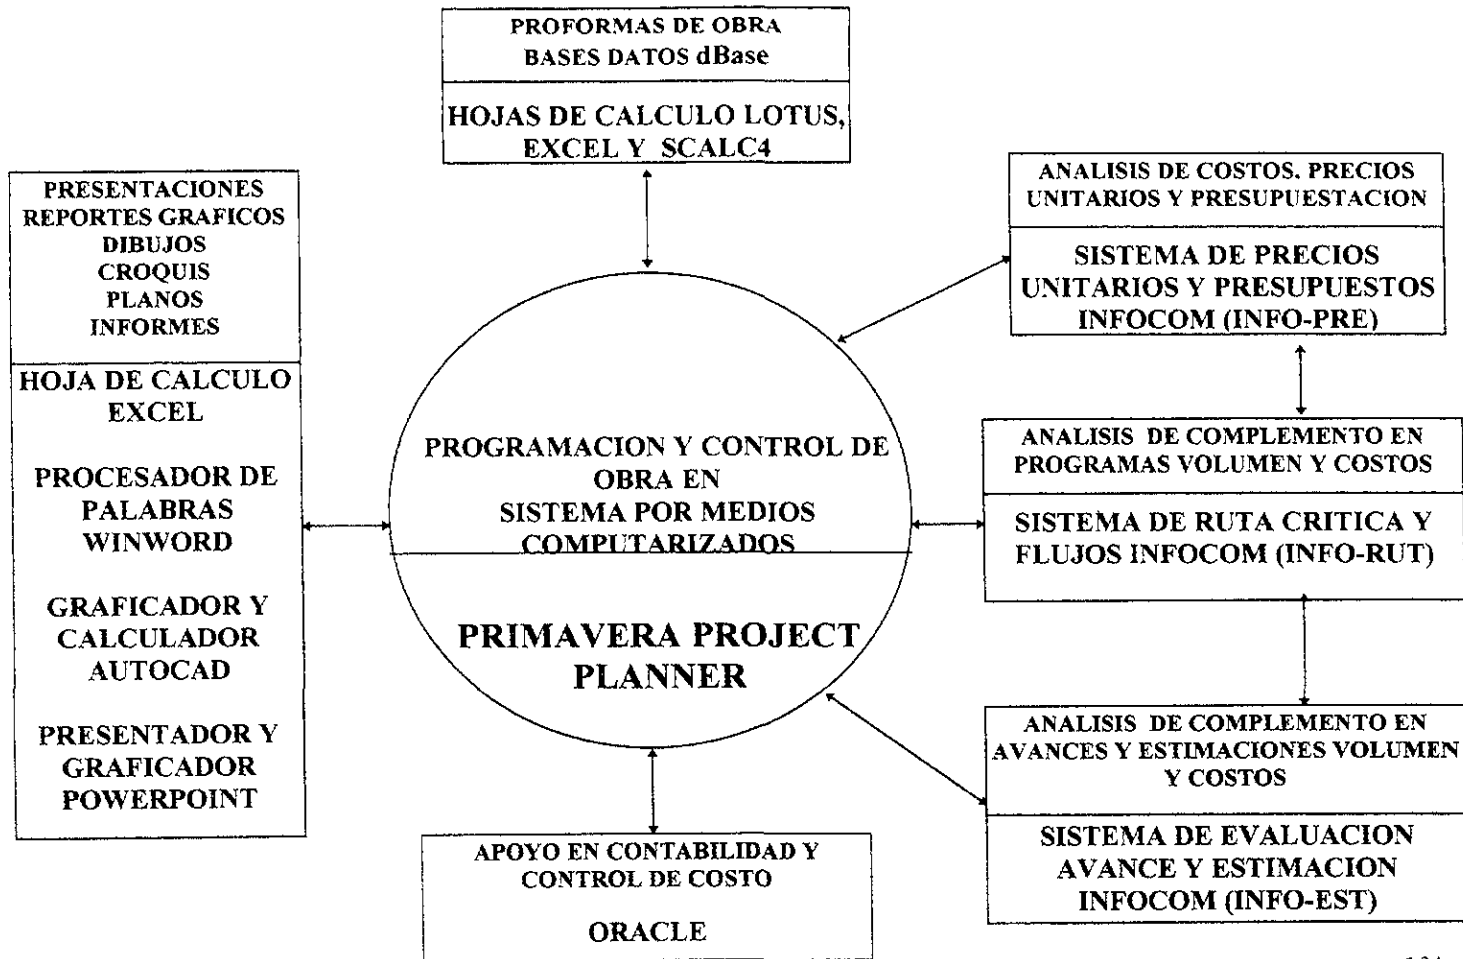 PROFORMAS DE OBRA
BASES DATOS dBase
HOJAS DE CALCULO LOTUS,
EXCEL Y SCALC4
PRESENTACIONES
REPORTES GRAFICOS
DIBUJOS
CROQUIS
PLANOS
INFORMES
HOJA DE CALCULO
EXCEL
PROCESADOR DE
PALABRAS
WINWORD
GRAFICADOR Y
CALCULADOR
AUTOCAD
PRESENTADOR Y
GRAFICADOR
POWERPOINT
PROGRAMACION Y CONTROL DE
OBRA EN
SISTEMA POR MEDIOS
COMPUTARIZADOS
PRIMAVERA PROJECT
PLANNER
ANALISIS DE COSTOS. PRECIOS
UNITARIOS Y PRESUPUESTACION
SISTEMA DE PRECIOS
UNITARIOS Y PRESUPUESTOS
INFOCOM (INFO-PRE)
ANALISIS DE COMPLEMENTO EN
PROGRAMAS VOLUMEN Y COSTOS
SISTEMA DE RUTA CRITICA Y
FLUJOS INFOCOM (INFO-RUT)
ANALISIS DE COMPLEMENTO EN
AVANCES Y ESTIMACIONES VOLUMEN
Y COSTOS
SISTEMA DE EVALUACION
AVANCE Y ESTIMACION
INFOCOM (INFO-EST)
APOYO EN CONTABILIDAD Y
CONTROL DE COSTO
ORACLE